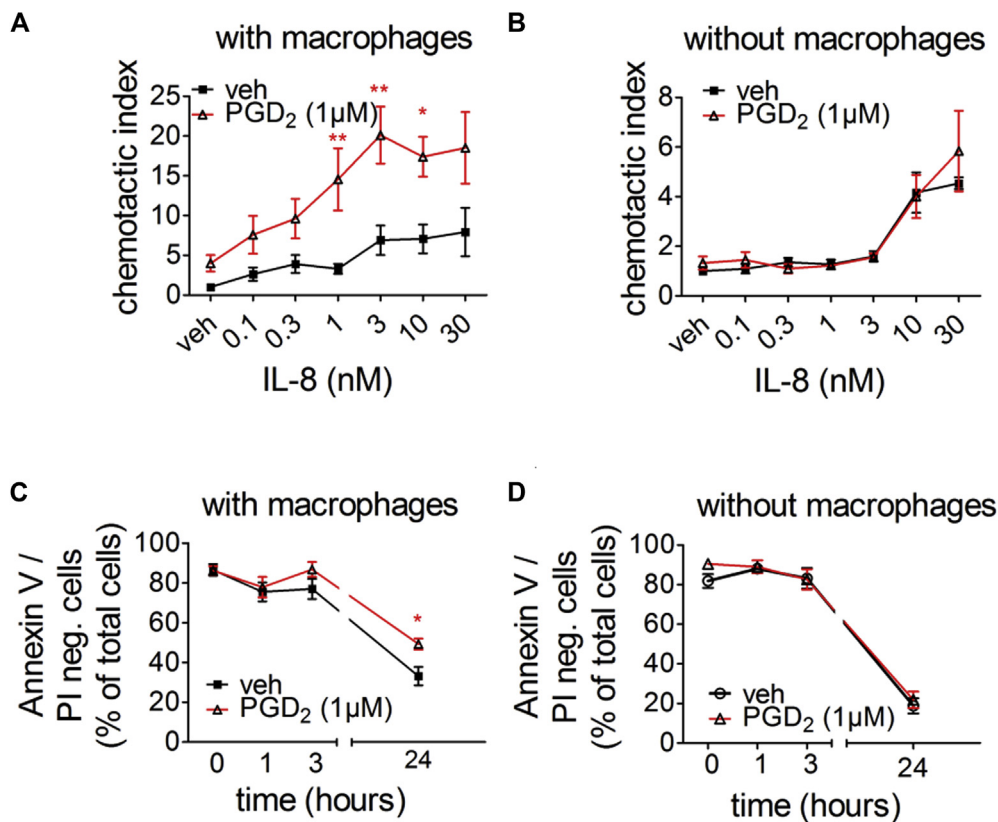 A
with macrophages
chemotactic index
25
20
15
10
5
0
veh
PGD₂ (1µM)
**
**
*
veh
0.1
0.3
1
3
10
30
IL-8 (nM)
B
without macrophages
chemotactic index
8
6
4
2
0
veh
PGD₂ (1µM)
veh
0.1
0.3
1
3
10
30
IL-8 (nM)
C
with macrophages
Annexin V /
PI neg. cells
(% of total cells)
100
80
60
40
20
0
*
veh
PGD₂ (1µM)
0
1
3
24
time (hours)
D
without macrophages
Annexin V /
PI neg. cells
(% of total cells)
100
80
60
40
20
0
veh
PGD₂ (1µM)
0
1
3
24
time (hours)